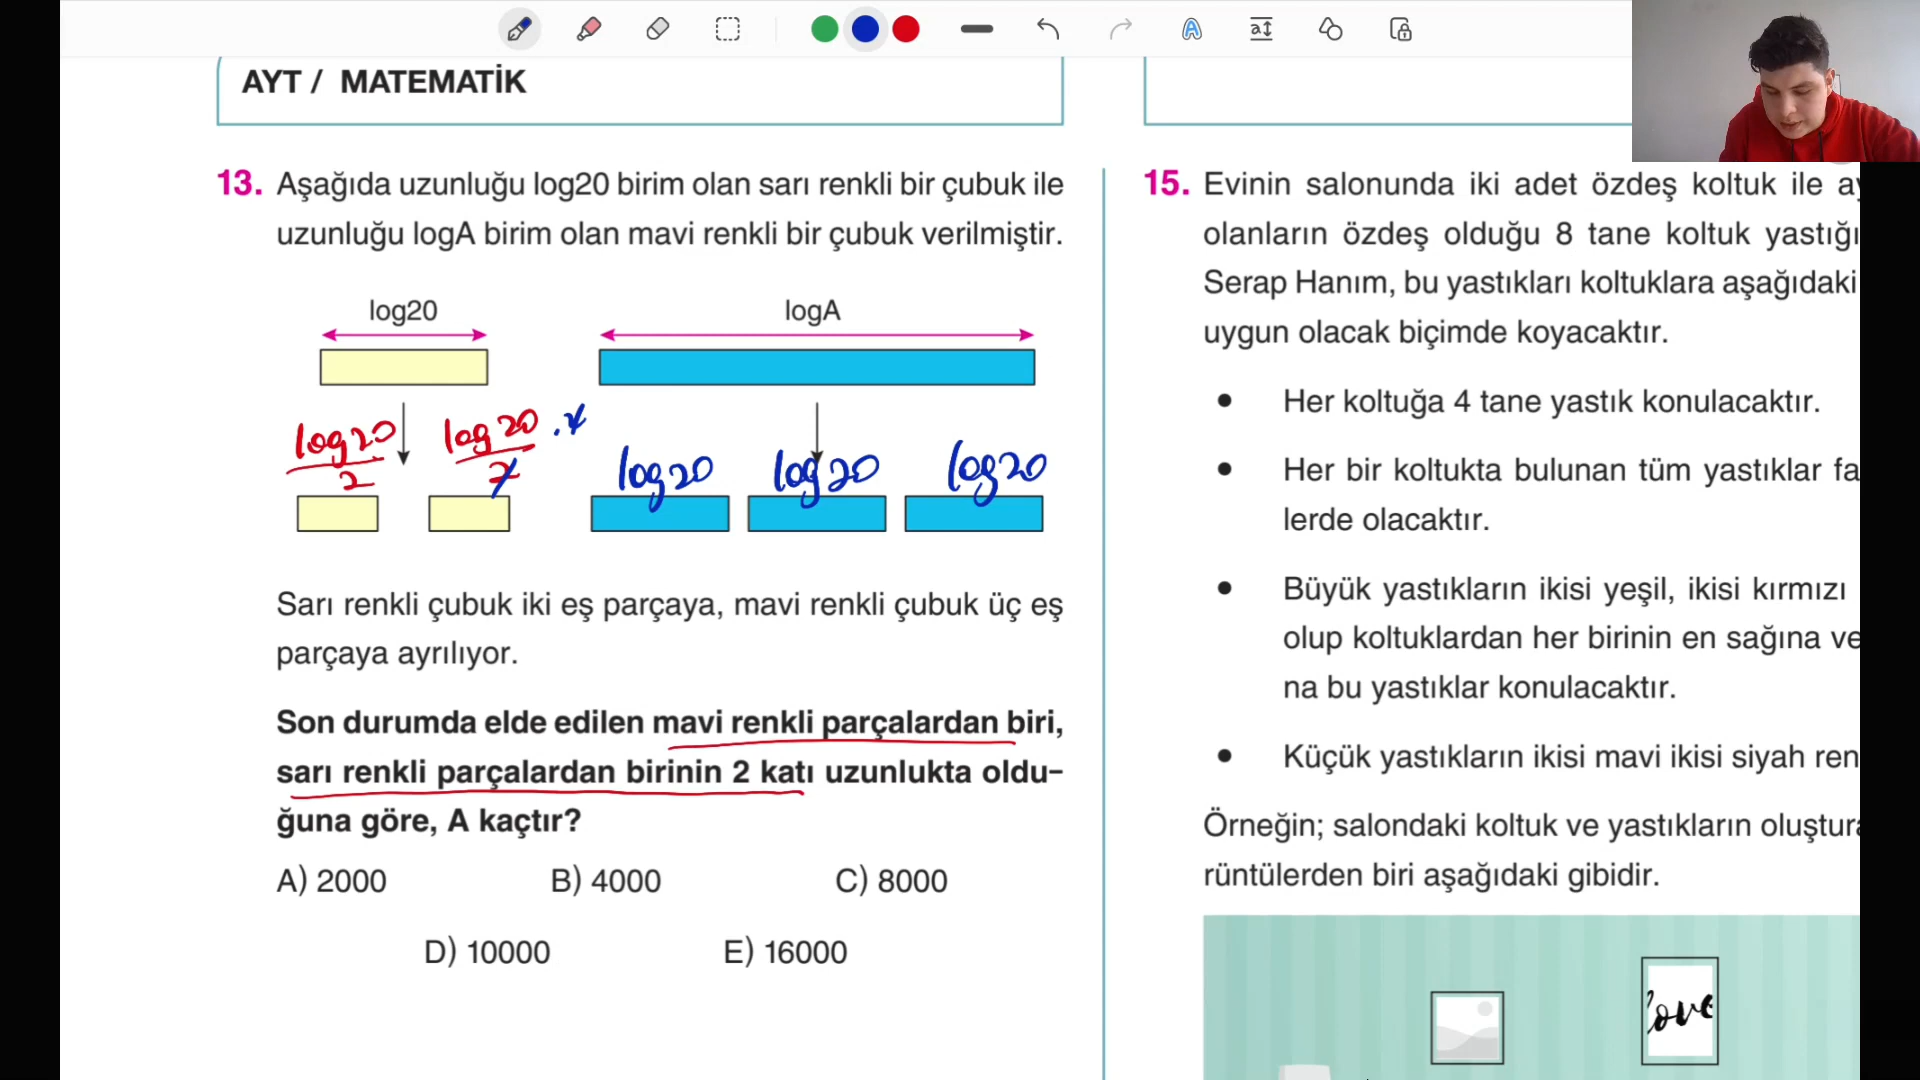 AYT / MATEMATİK
13. Aşağıda uzunluğu log20 birim olan sarı renkli bir çubuk ile
uzunluğu logA birim olan mavi renkli bir çubuk verilmiştir.
log20
logA
log20
2
log20 .2
2
log20
log20
log20
Sarı renkli çubuk iki eş parçaya, mavi renkli çubuk üç eş
parçaya ayrılıyor.
Son durumda elde edilen mavi renkli parçalardan biri,
sarı renkli parçalardan birinin 2 katı uzunlukta oldu-
ğuna göre, A kaçtır?
A) 2000
B) 4000
C) 8000
D) 10000
E) 16000
15. Evinin salonunda iki adet özdeş koltuk ile
olanların özdeş olduğu 8 tane koltuk yastığı
Serap Hanım, bu yastıkları koltuklara aşağıdaki
uygun olacak biçimde koyacaktır.
• Her koltuğa 4 tane yastık konulacaktır.
• Her bir koltukta bulunan tüm yastıklar fa
lerde olacaktır.
• Büyük yastıkların ikisi yeşil, ikisi kırmızı
olup koltuklardan her birinin en sağına ve
na bu yastıklar konulacaktır.
• Küçük yastıkların ikisi mavi ikisi siyah ren
Örneğin; salondaki koltuk ve yastıkların oluştur
rüntülerden biri aşağıdaki gibidir.
love